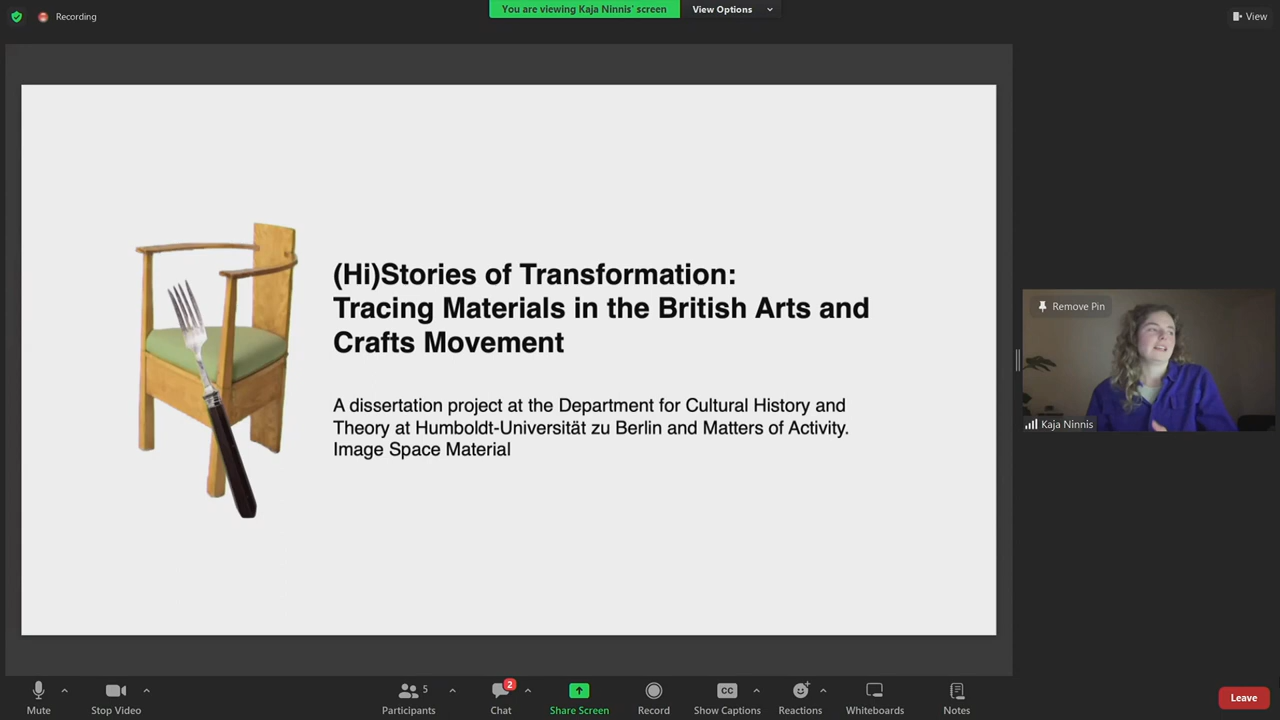 Recording
You are viewing Kaja Ninnis' screen
View Options
View
(Hi)Stories of Transformation:
Tracing Materials in the British Arts and
Crafts Movement
A dissertation project at the Department for Cultural History and
Theory at Humboldt-Universität zu Berlin and Matters of Activity.
Image Space Material
Remove Pin
Kaja Ninnis
Mute
Stop Video
5
Participants
2
Chat
Share Screen
Record
CC
Show Captions
Reactions
Whiteboards
Notes
Leave